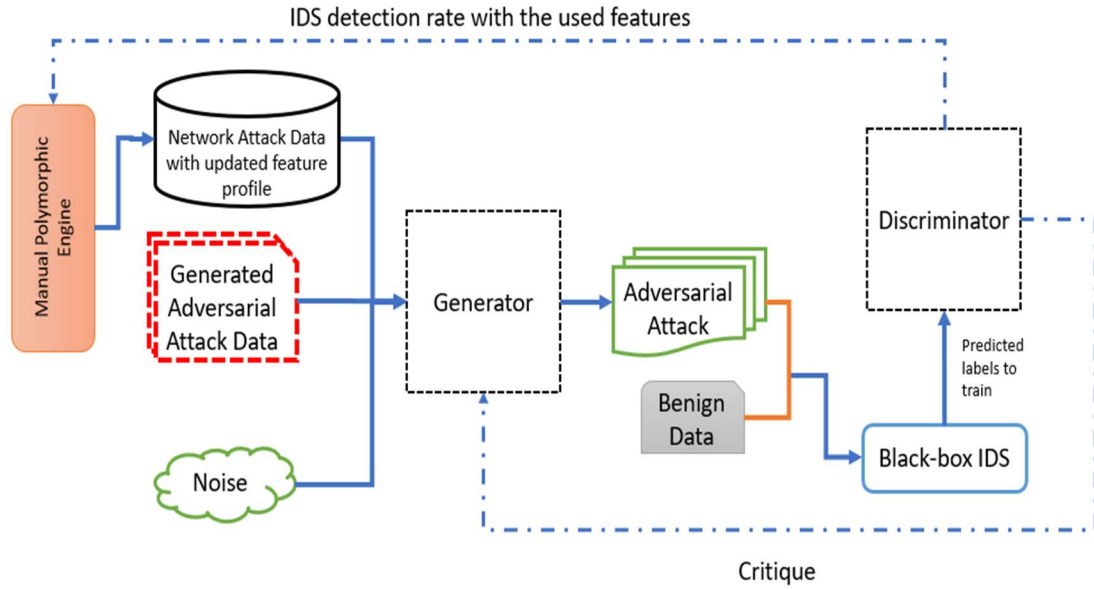 IDS detection rate with the used features
Manual Polymorphic
Engine
Network Attack Data
with updated feature
profile
Generated
Adversarial
Attack Data
Noise
Generator
Adversarial
Attack
Benign
Data
Discriminator
Predicted
labels to
train
Black-box IDS
Critique